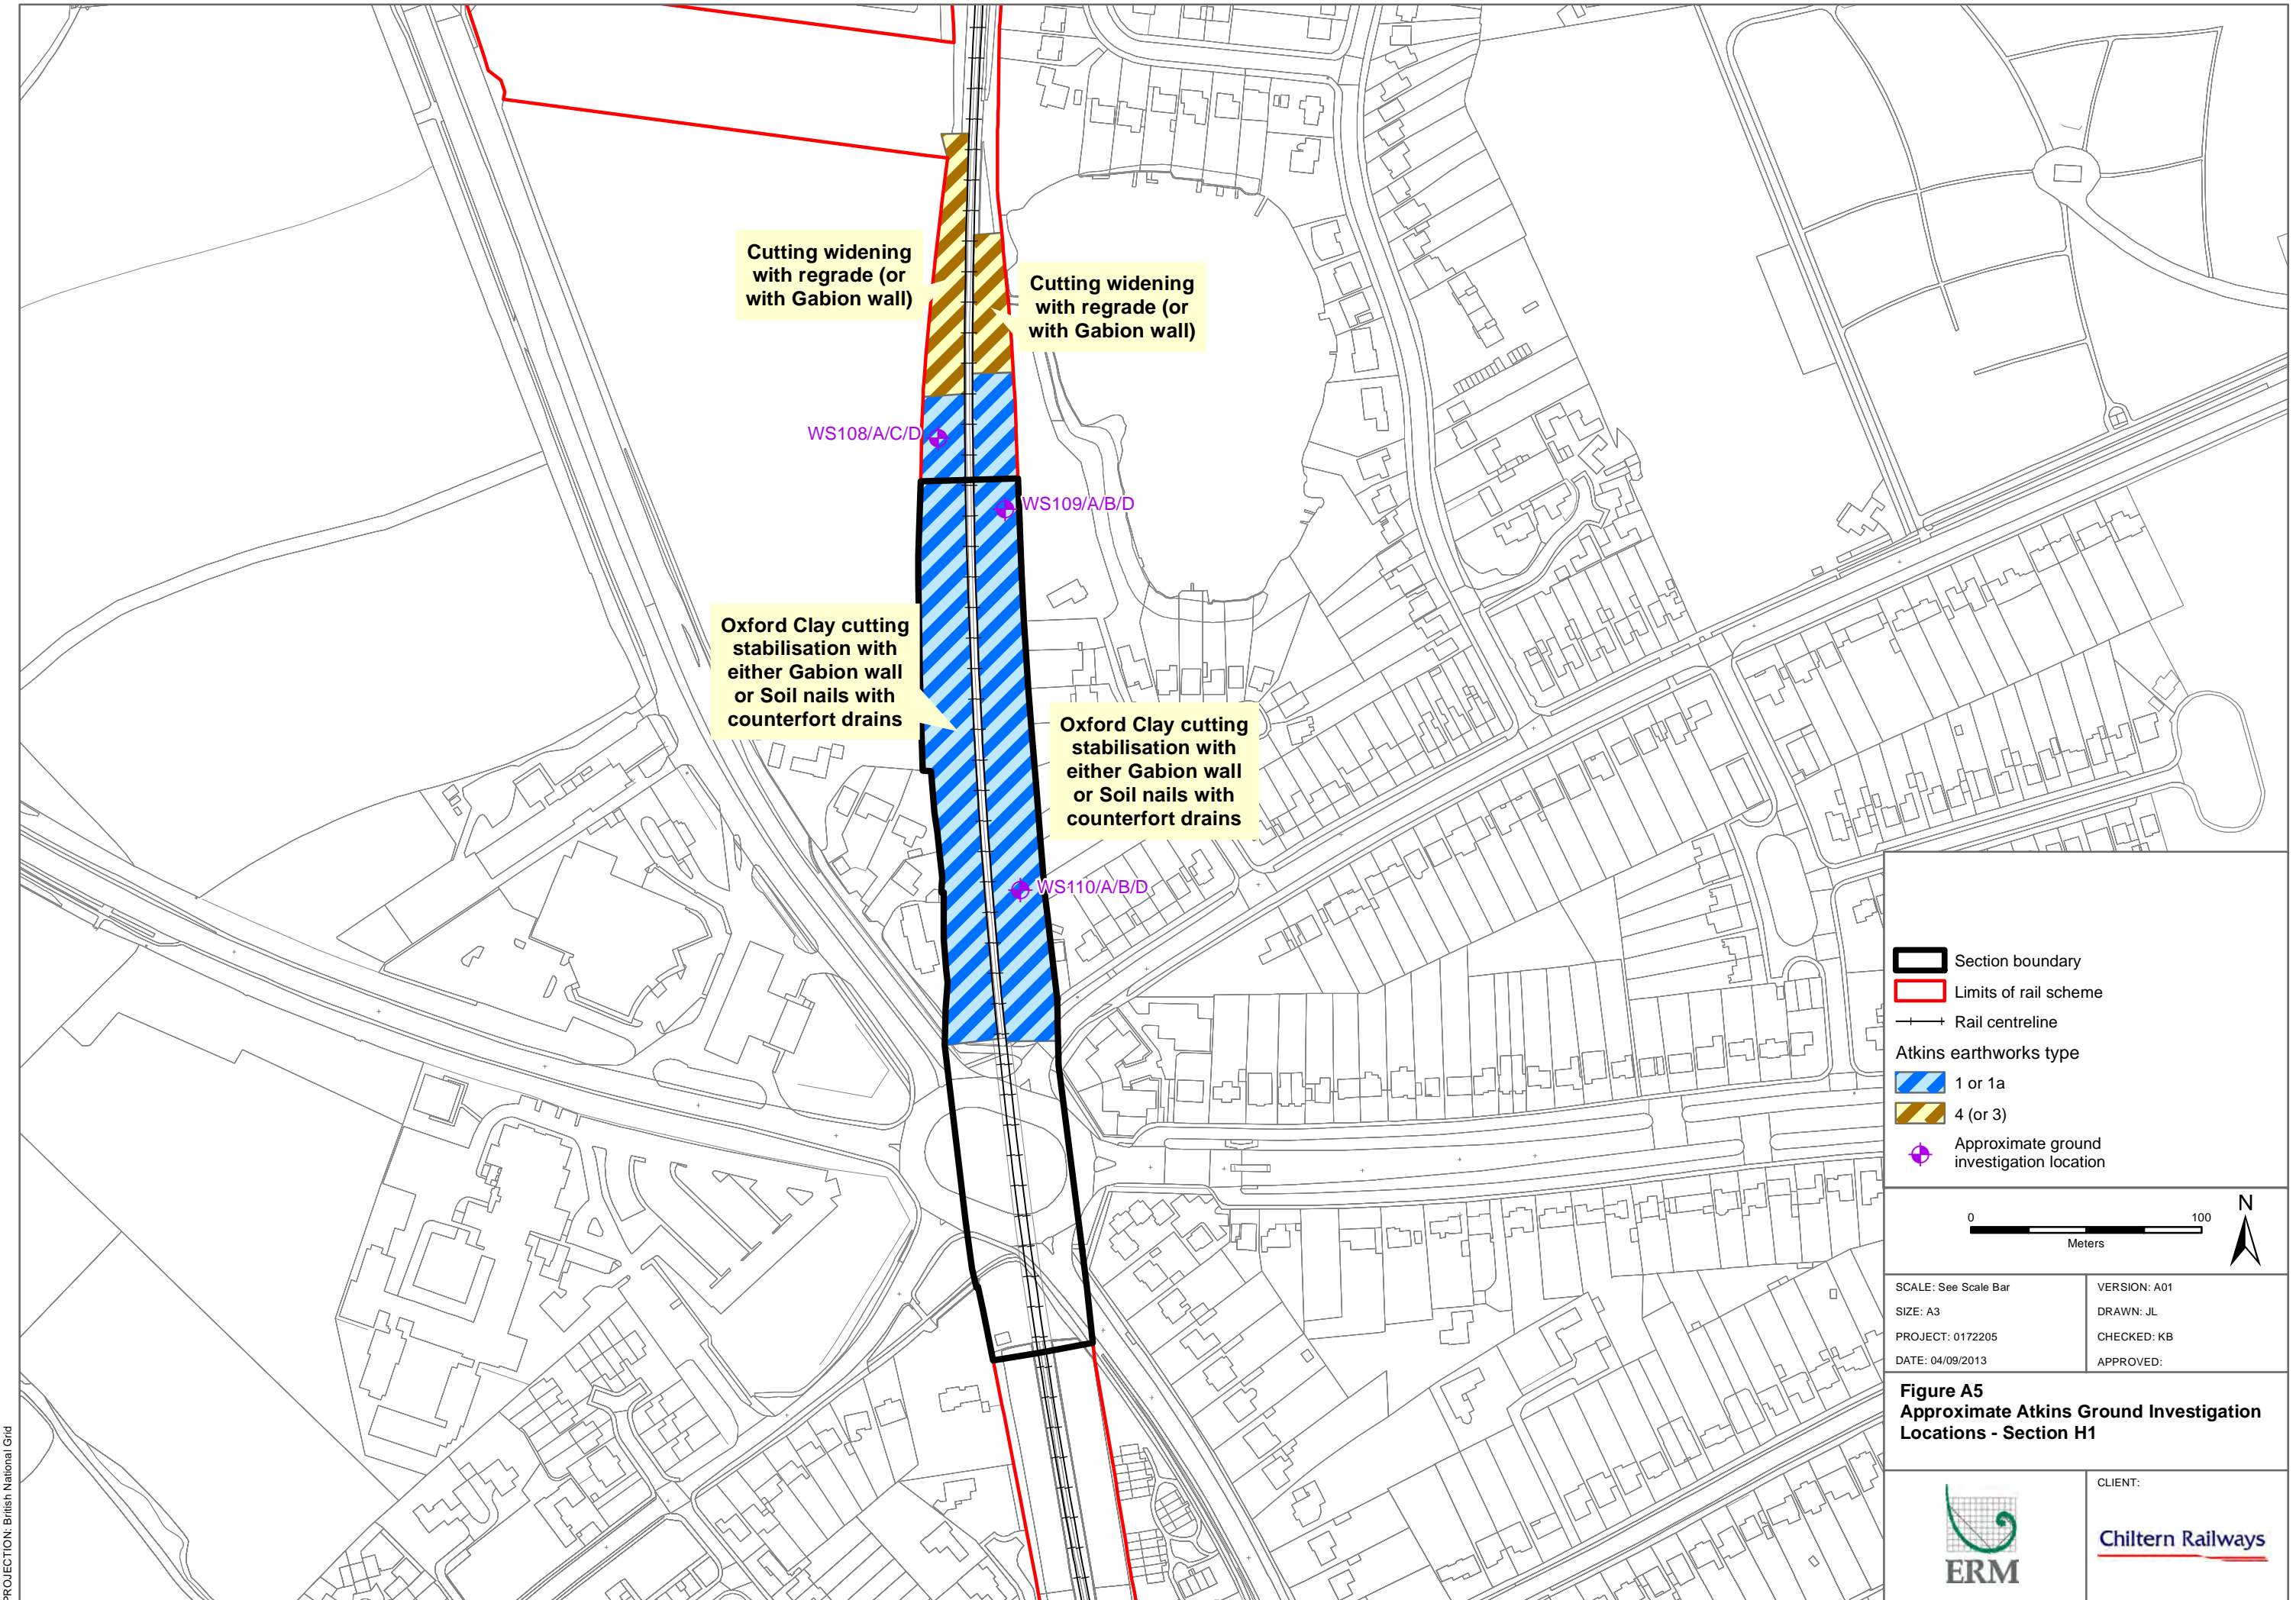 Cutting widening
with regrade (or
with Gabion wall)
Cutting widening
with regrade (or
with Gabion wall)
WS108/A/C/D
WS109/A/B/D
Oxford Clay cutting
stabilisation with
either Gabion wall
or Soil nails with
counterfort drains
Oxford Clay cutting
stabilisation with
either Gabion wall
or Soil nails with
counterfort drains
WS110/A/B/D
Section boundary
Limits of rail scheme
Rail centreline
Atkins earthworks type
1 or 1a
4 (or 3)
Approximate ground
investigation location
0 100
Meters
N
SCALE: See Scale Bar
SIZE: A3
PROJECT: 0172205
DATE: 04/09/2013
VERSION: A01
DRAWN: JL
CHECKED: KB
APPROVED:
Figure A5
Approximate Atkins Ground Investigation
Locations - Section H1
ERM
CLIENT:
Chiltern Railways
PROJECTION: British National Grid